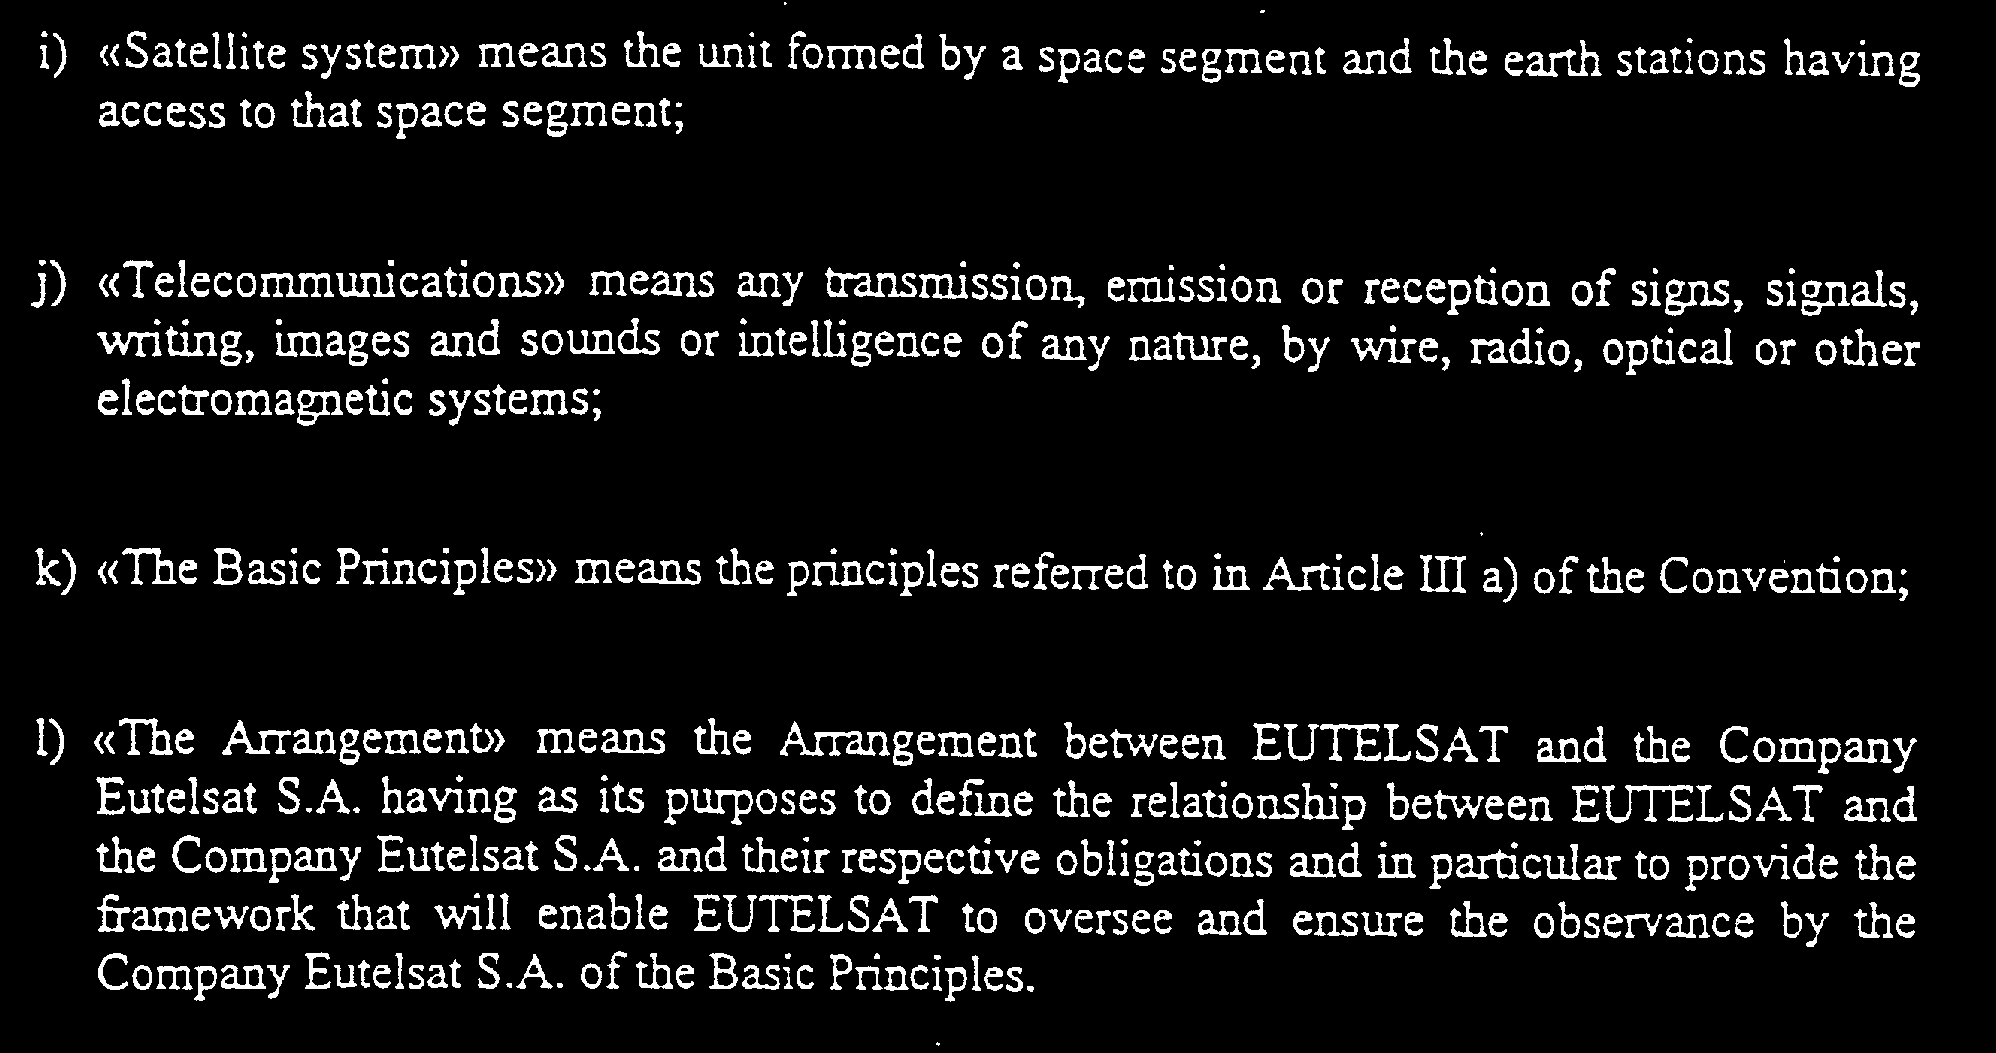 i) «Satellite system» means the unit formed by a space segment and the earth stations having
access to that space segment;
j) «Telecommunications» means any transmission, emission or reception of signs, signals,
writing, images and sounds or intelligence of any nature, by wire, radio, optical or other
electromagnetic systems;
k) «The Basic Principles» means the principles referred to in Article III a) of the Convention;
l) «The Arrangement» means the Arrangement between EUTELSAT and the Company
Eutelsat S.A. having as its purposes to define the relationship between EUTELSAT and
the Company Eutelsat S.A. and their respective obligations and in particular to provide the
framework that will enable EUTELSAT to oversee and ensure the observance by the
Company Eutelsat S.A. of the Basic Principles.